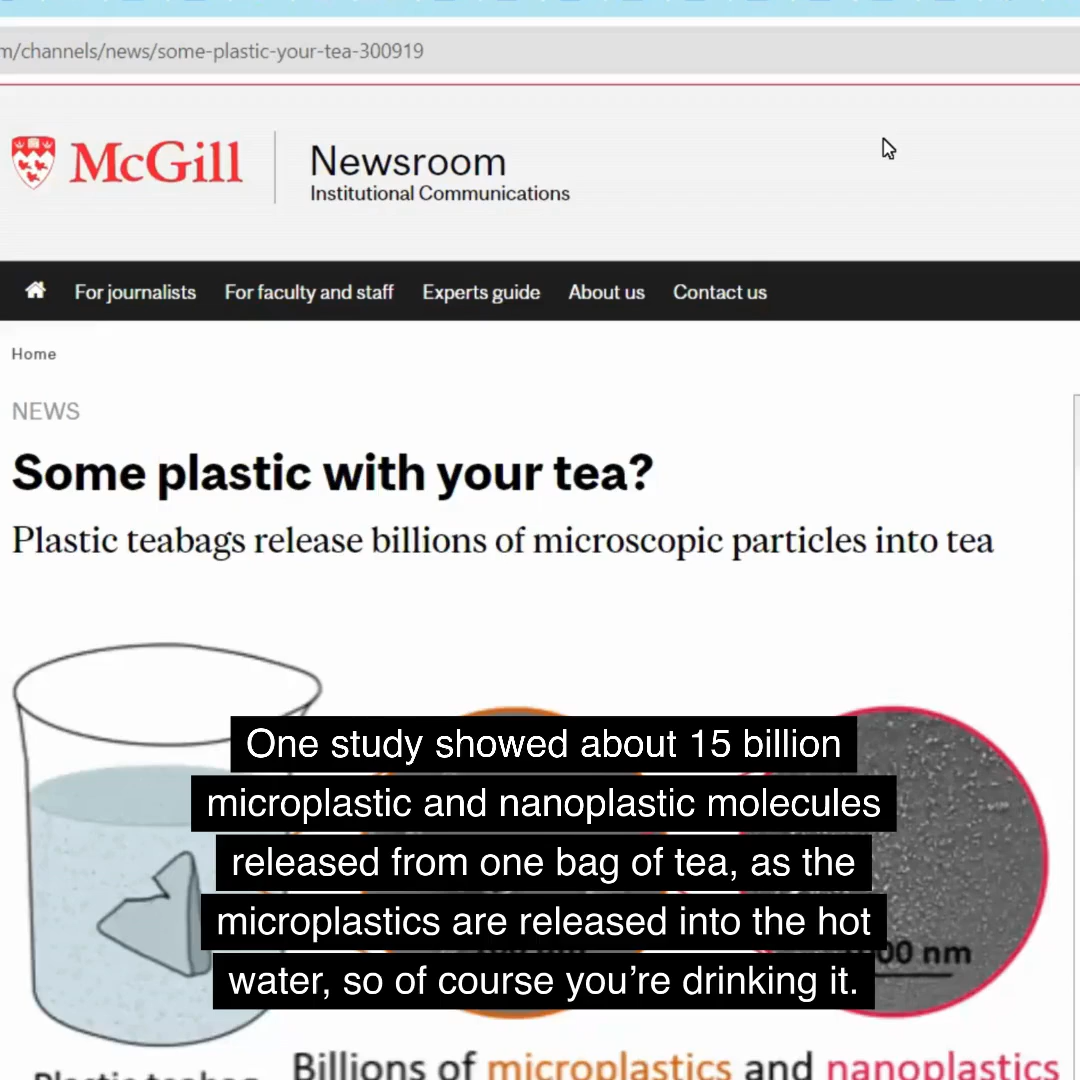 m/channels/news/some-plastic-your-tea-300919
McGill
Newsroom
Institutional Communications
For journalists For faculty and staff Experts guide About us Contact us
Home
NEWS
Some plastic with your tea?
Plastic teabags release billions of microscopic particles into tea
One study showed about 15 billion
microplastic and nanoplastic molecules
released from one bag of tea, as the
microplastics are released into the hot
water, so of course you’re drinking it.
00 nm
Billions of microplastics and nanoplastics
Plastic teabag